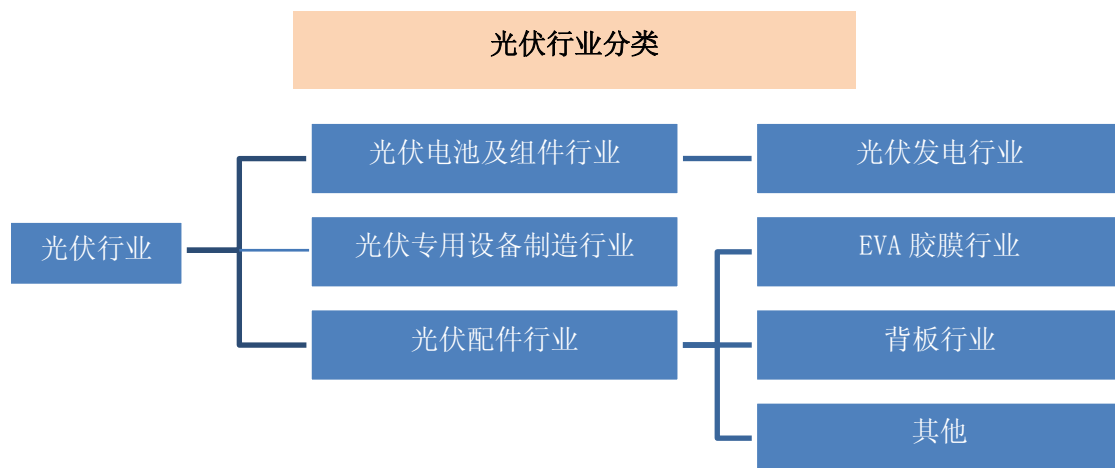 光伏行业分类
光伏电池及组件行业
光伏发电行业
光伏行业
光伏专用设备制造行业
EVA 胶膜行业
光伏配件行业
背板行业
其他